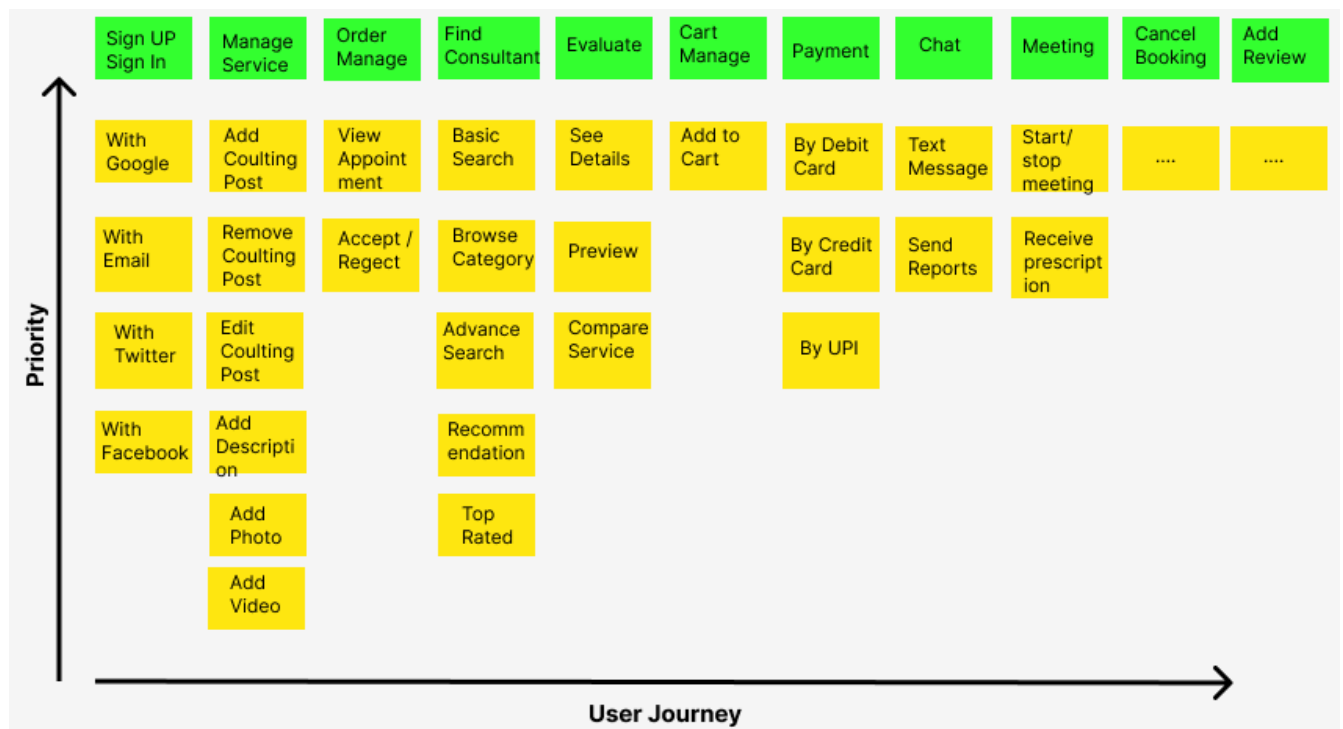 Sign UP
Sign In
Manage
Service
Order
Manage
Find
Consultant
Evaluate
Cart
Manage
Payment
Chat
Meeting
Cancel
Booking
Add
Review
With
Google
Add
Coulting
Post
View
Appoint
ment
Basic
Search
See
Details
Add to
Cart
By Debit
Card
Text
Message
Start/
stop
meeting
....
....
With
Email
Remove
Coulting
Post
Accept /
Regect
Browse
Category
Preview
By Credit
Card
Send
Reports
Receive
prescript
ion
With
Twitter
Edit
Coulting
Post
Advance
Search
Compare
Service
By UPI
With
Facebook
Add
Descripti
on
Recomm
endation
Add
Photo
Top
Rated
Add
Video
Priority
User Journey